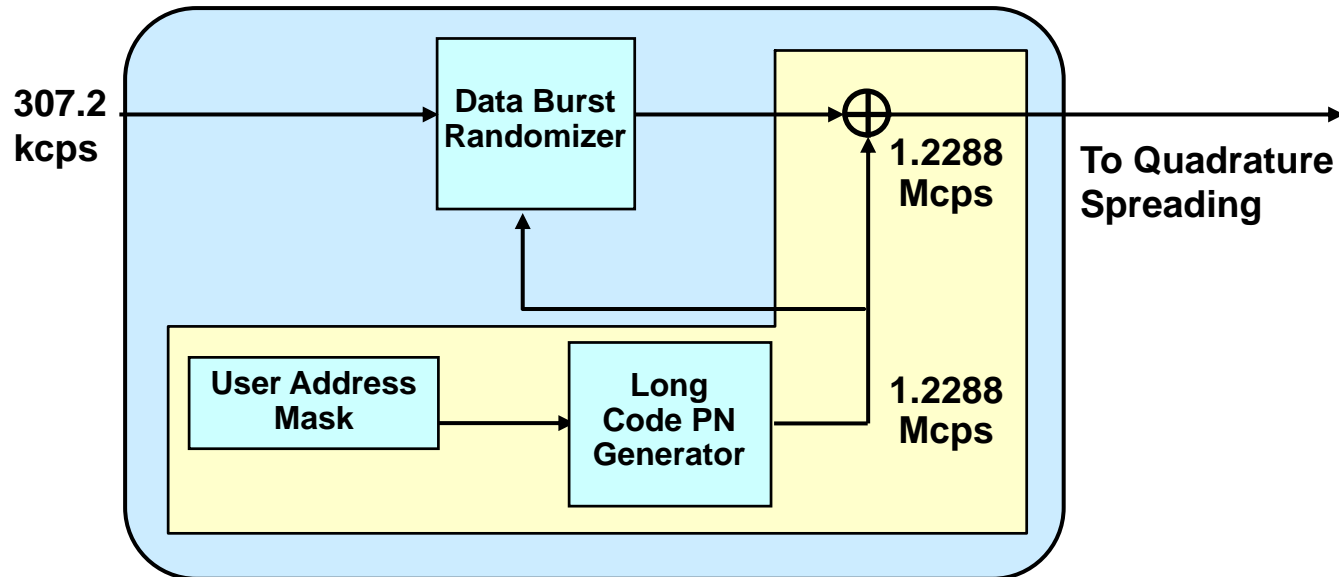 307.2
kcps
Data Burst
Randomizer
1.2288
Mcps
To Quadrature
Spreading
User Address
Mask
Long
Code PN
Generator
1.2288
Mcps